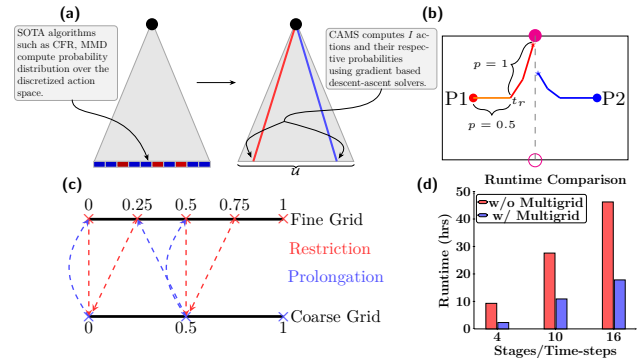 (a)
SOTA algorithms
such as CFR, MMD
compute probability
distribution over the
discretized action
space.
CAMS computes I ac-
tions and their respec-
tive probabilities
using gradient based
descent-ascent solvers.
u
(b)
p = 1
P1
t_r
P2
p = 0.5
(c)
0 0.25 0.5 0.75 1
Fine Grid
Restriction
Prolongation
Coarse Grid
0 0.5 1
(d)
Runtime Comparison
w/o Multigrid
w/ Multigrid
Runtime (hrs)
50
40
30
20
10
0
4 10 16
Stages/Time-steps